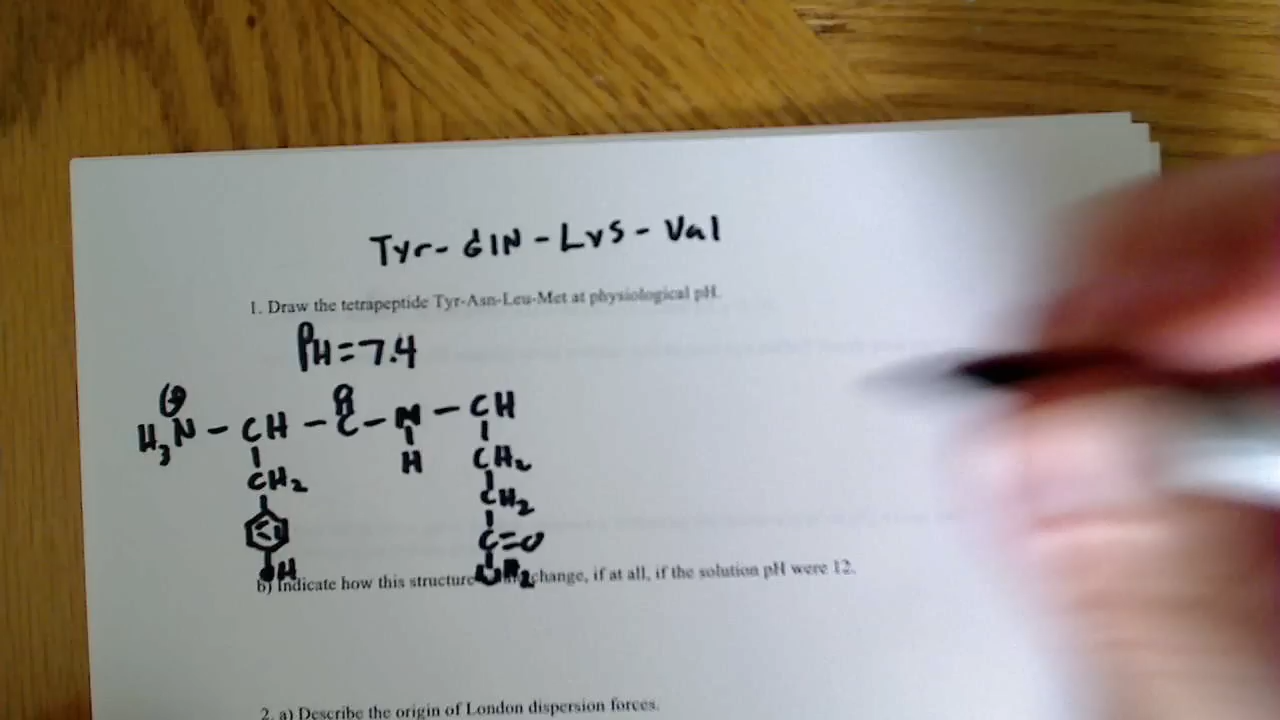 Tyr-GlN-Lys-Val
1. Draw the tetrapeptide Tyr-Asn-Leu-Met at physiological pH.
PH=7.4
⊕ O
H3N-CH-C-N-CH
H
CH2 CH2
CH2
C=O
H
b) Indicate how this structure change, if at all, if the solution pH were 12.
2. a) Describe the origin of London dispersion forces.